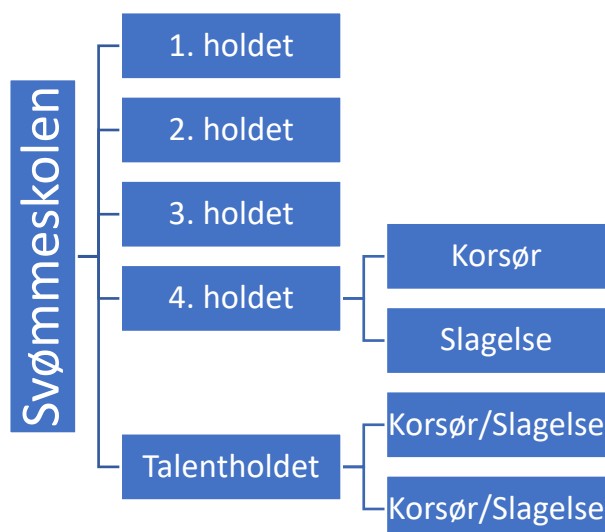 Svømmeskolen
1. holdet
2. holdet
3. holdet
4. holdet
Korsør
Slagelse
Talentholdet
Korsør/Slagelse
Korsør/Slagelse